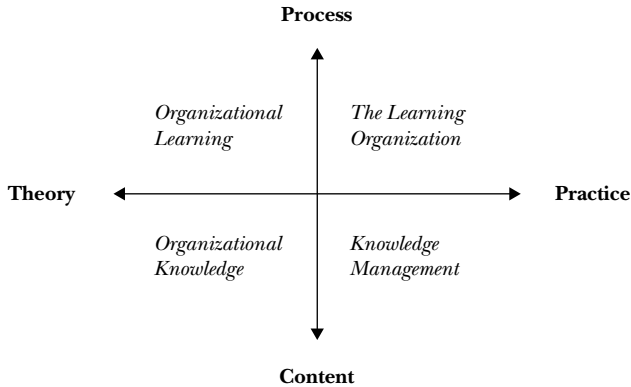 Process
Organizational
Learning
The Learning
Organization
Theory
Practice
Organizational
Knowledge
Knowledge
Management
Content